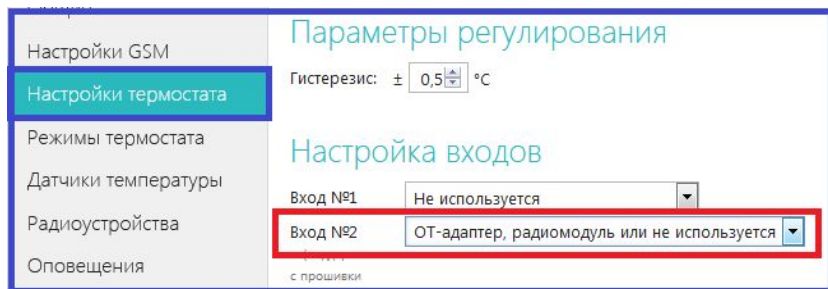 Настройки GSM
Настройки термостата
Режимы термостата
Датчики температуры
Радиоустройства
Оповещения
Параметры регулирования
Гистерезис: ± 0,5 °C
Настройка входов
Вход №1 Не используется
Вход №2 ОТ-адаптер, радиомодуль или не используется
с прошивки